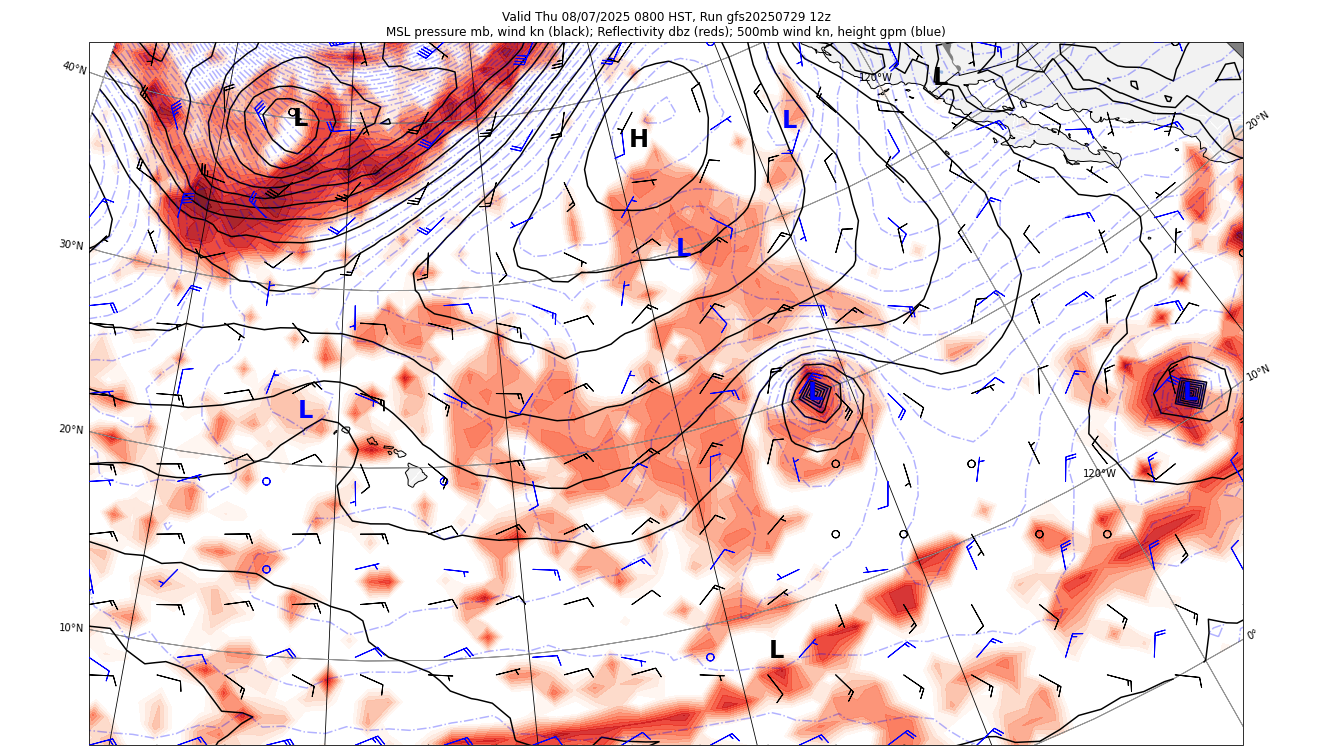 Valid Thu 08/07/2025 0800 HST, Run gfs20250729 12z
MSL pressure mb, wind kn (black); Reflectivity dbz (reds); 500mb wind kn, height gpm (blue)
40°N
120°W
L
L
L
H
20°N
30°N
L
L
L
L
10°N
20°N
120°W
10°N
0°
L